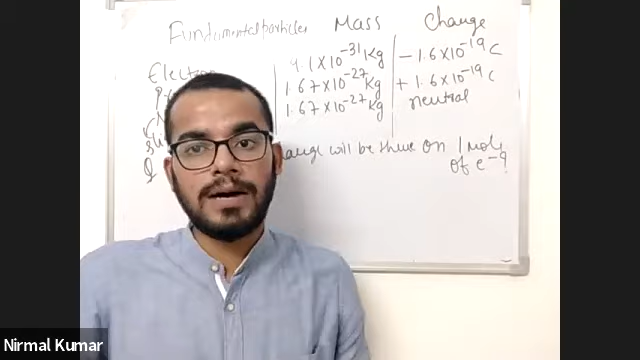 Fundamental particles Mass Charge
Electron 9.1 X 10-31 Kg - 1.6 X 10-19 C
1.67 X 10-27 Kg + 1.6 X 10-19 C
1.67 X 10-27 Kg neutral
will be there on 1 mole
of e- ?
Nirmal Kumar